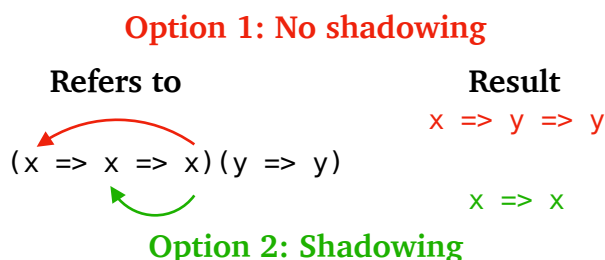 Option 1: No shadowing
Refers to Result
x => y => y
(x => x => x)(y => y)
x => x
Option 2: Shadowing